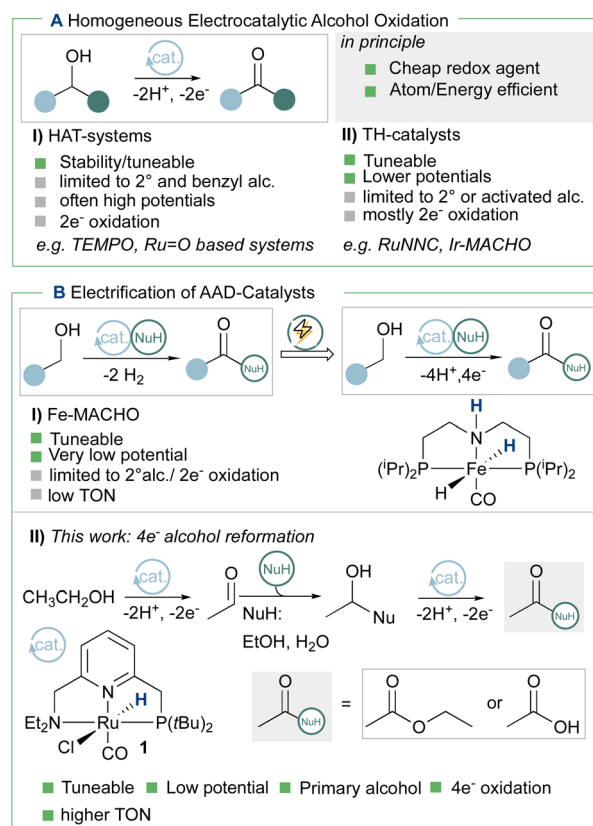 A Homogeneous Electrocatalytic Alcohol Oxidation
OH
cat.
-2H⁺, -2e⁻
O
in principle
Cheap redox agent
Atom/Energy efficient
I) HAT-systems
Stability/tuneable
limited to 2° and benzyl alc.
often high potentials
2e⁻ oxidation
e.g. TEMPO, Ru=O based systems
II) TH-catalysts
Tuneable
Lower potentials
limited to 2° or activated alc.
mostly 2e⁻ oxidation
e.g. RuNNC, Ir-MACHO
B Electrification of AAD-Catalysts
OH
cat. NuH
-2 H₂
O
NuH
OH
cat. NuH
-4H⁺,4e⁻
O
NuH
I) Fe-MACHO
Tuneable
Very low potential
limited to 2°alc./ 2e⁻ oxidation
low TON
H
N
H
(ⁱPr)₂P Fe P(ⁱPr)₂
H
CO
II) This work: 4e⁻ alcohol reformation
CH₃CH₂OH
cat.
-2H⁺, -2e⁻
O
NuH
NuH:
EtOH, H₂O
OH
Nu
cat.
-2H⁺, -2e⁻
O
NuH
cat.
N
H
Et₂N Ru P(tBu)₂
Cl
CO 1
O
NuH
=
O
O
or
O
OH
Tuneable Low potential Primary alcohol 4e⁻ oxidation
higher TON